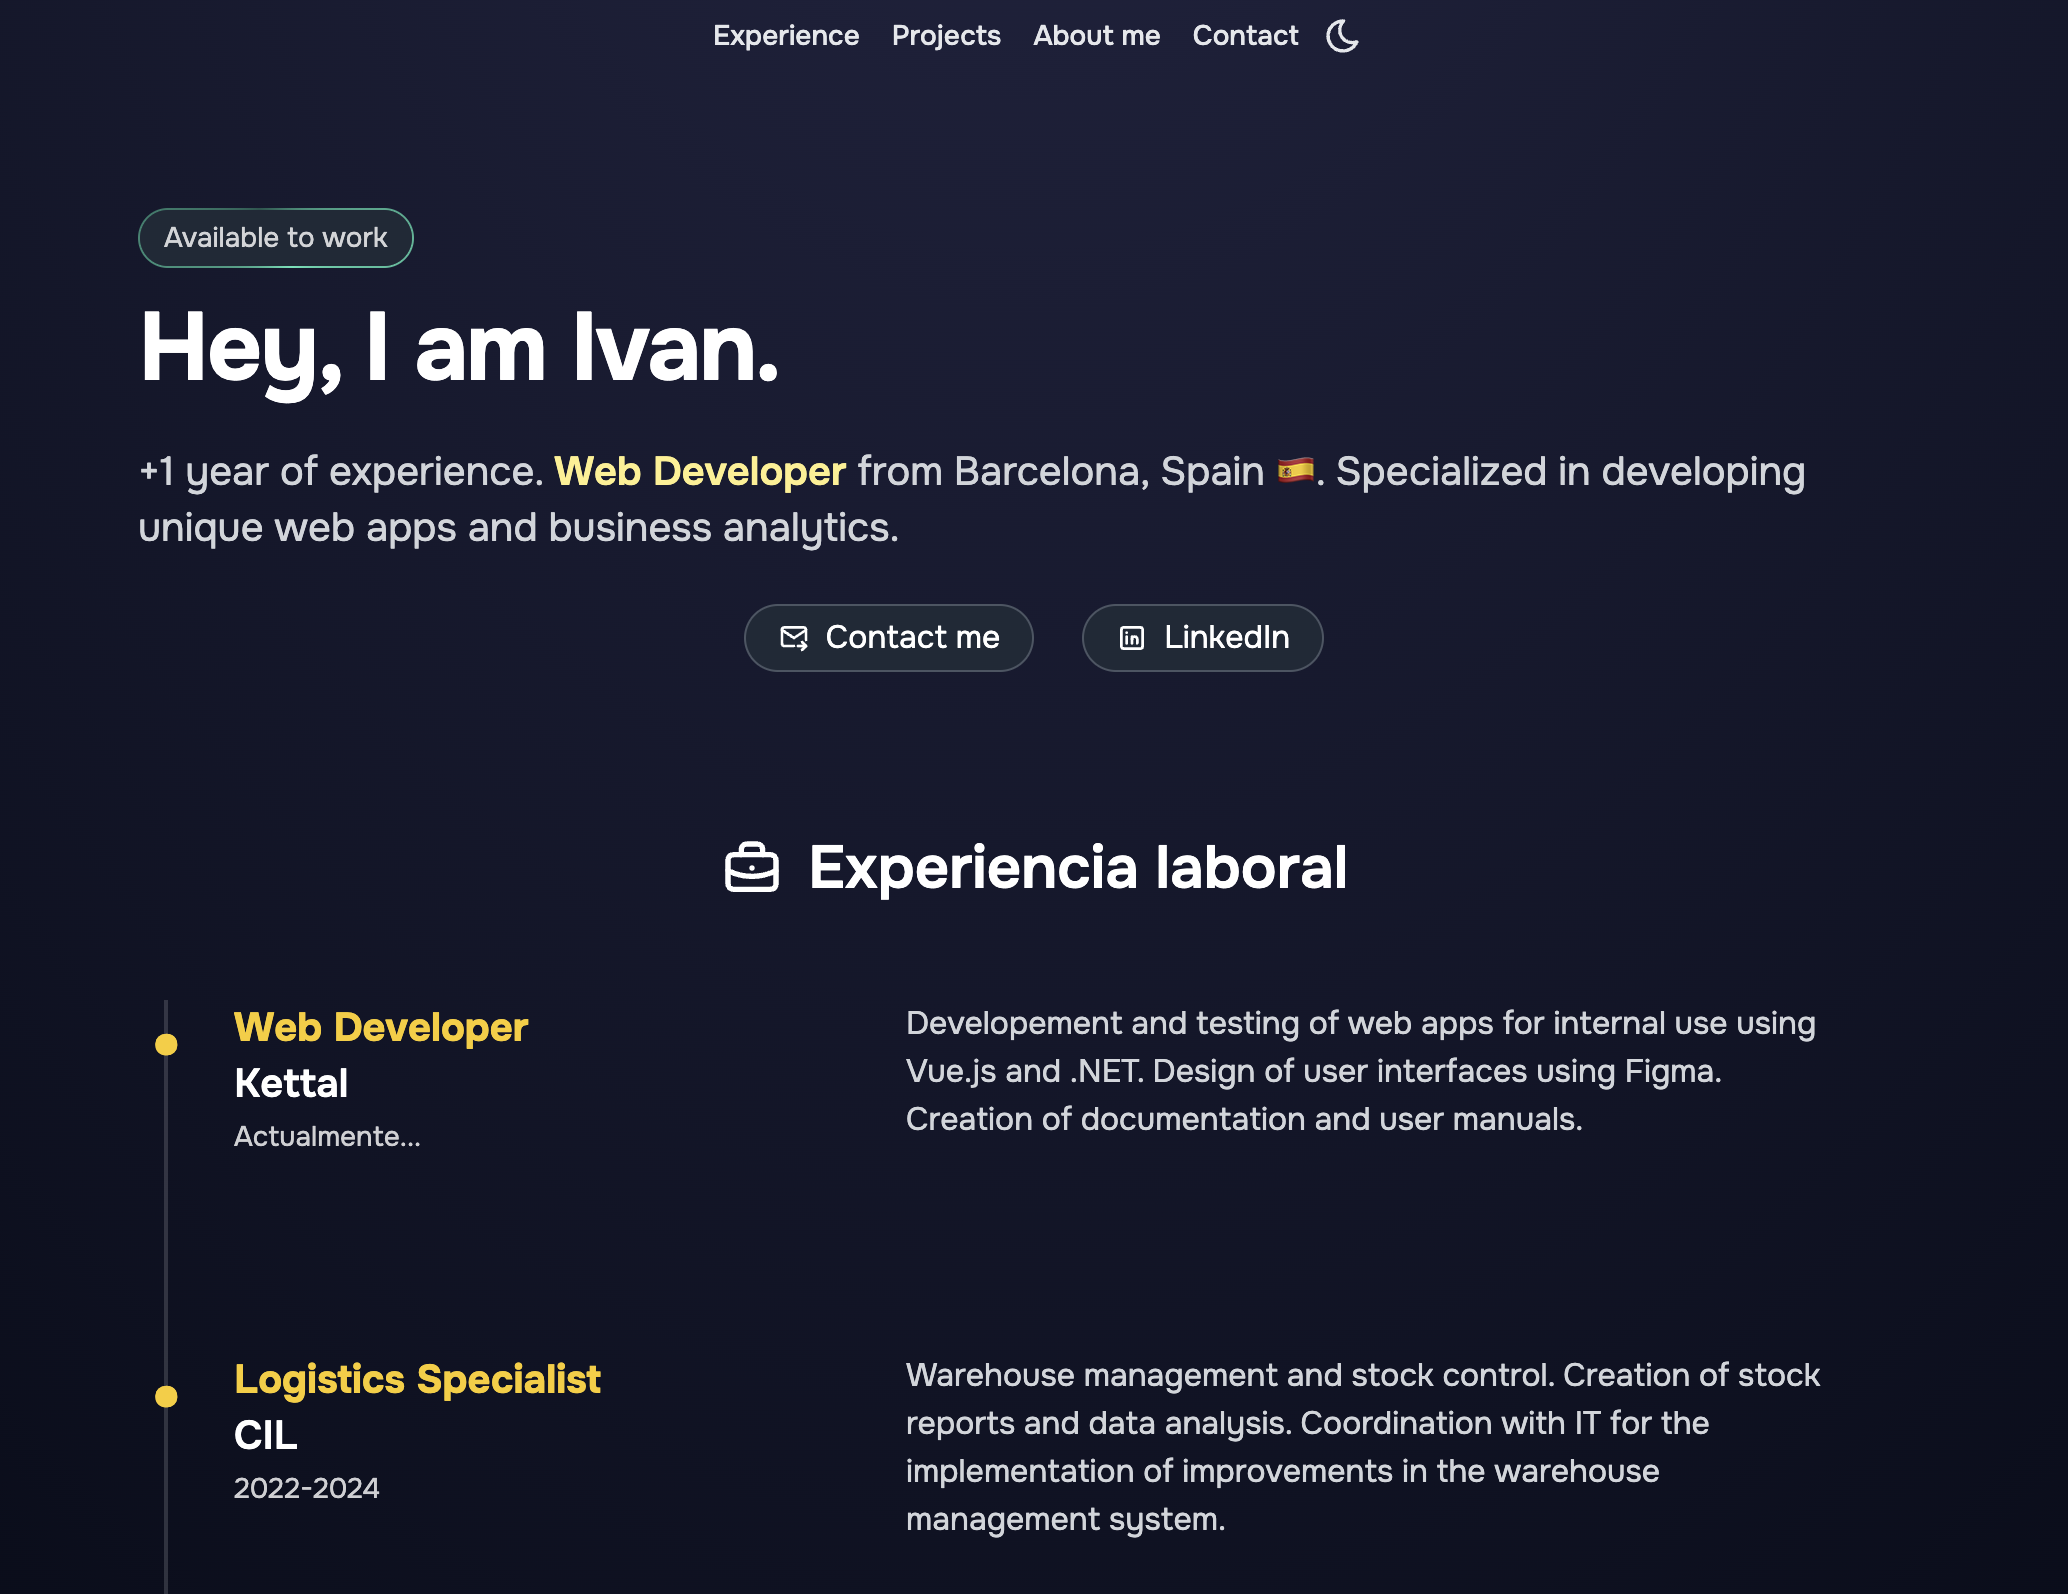 Experience Projects About me Contact
Available to work
Hey, I am Ivan.
+1 year of experience. Web Developer from Barcelona, Spain 🇪🇸. Specialized in developing
unique web apps and business analytics.
Contact me LinkedIn
Experiencia laboral
Web Developer
Kettal
Actualmente...
Developement and testing of web apps for internal use using
Vue.js and .NET. Design of user interfaces using Figma.
Creation of documentation and user manuals.
Logistics Specialist
CIL
2022-2024
Warehouse management and stock control. Creation of stock
reports and data analysis. Coordination with IT for the
implementation of improvements in the warehouse
management system.